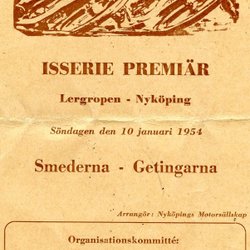 ISSERIE PREMIÄR
Lergropen - Nyköping
Söndagen den 10 januari 1954
Smederna - Getingarna
Arrangör: Nyköpings Motorsällskap
Organisationskommitté: